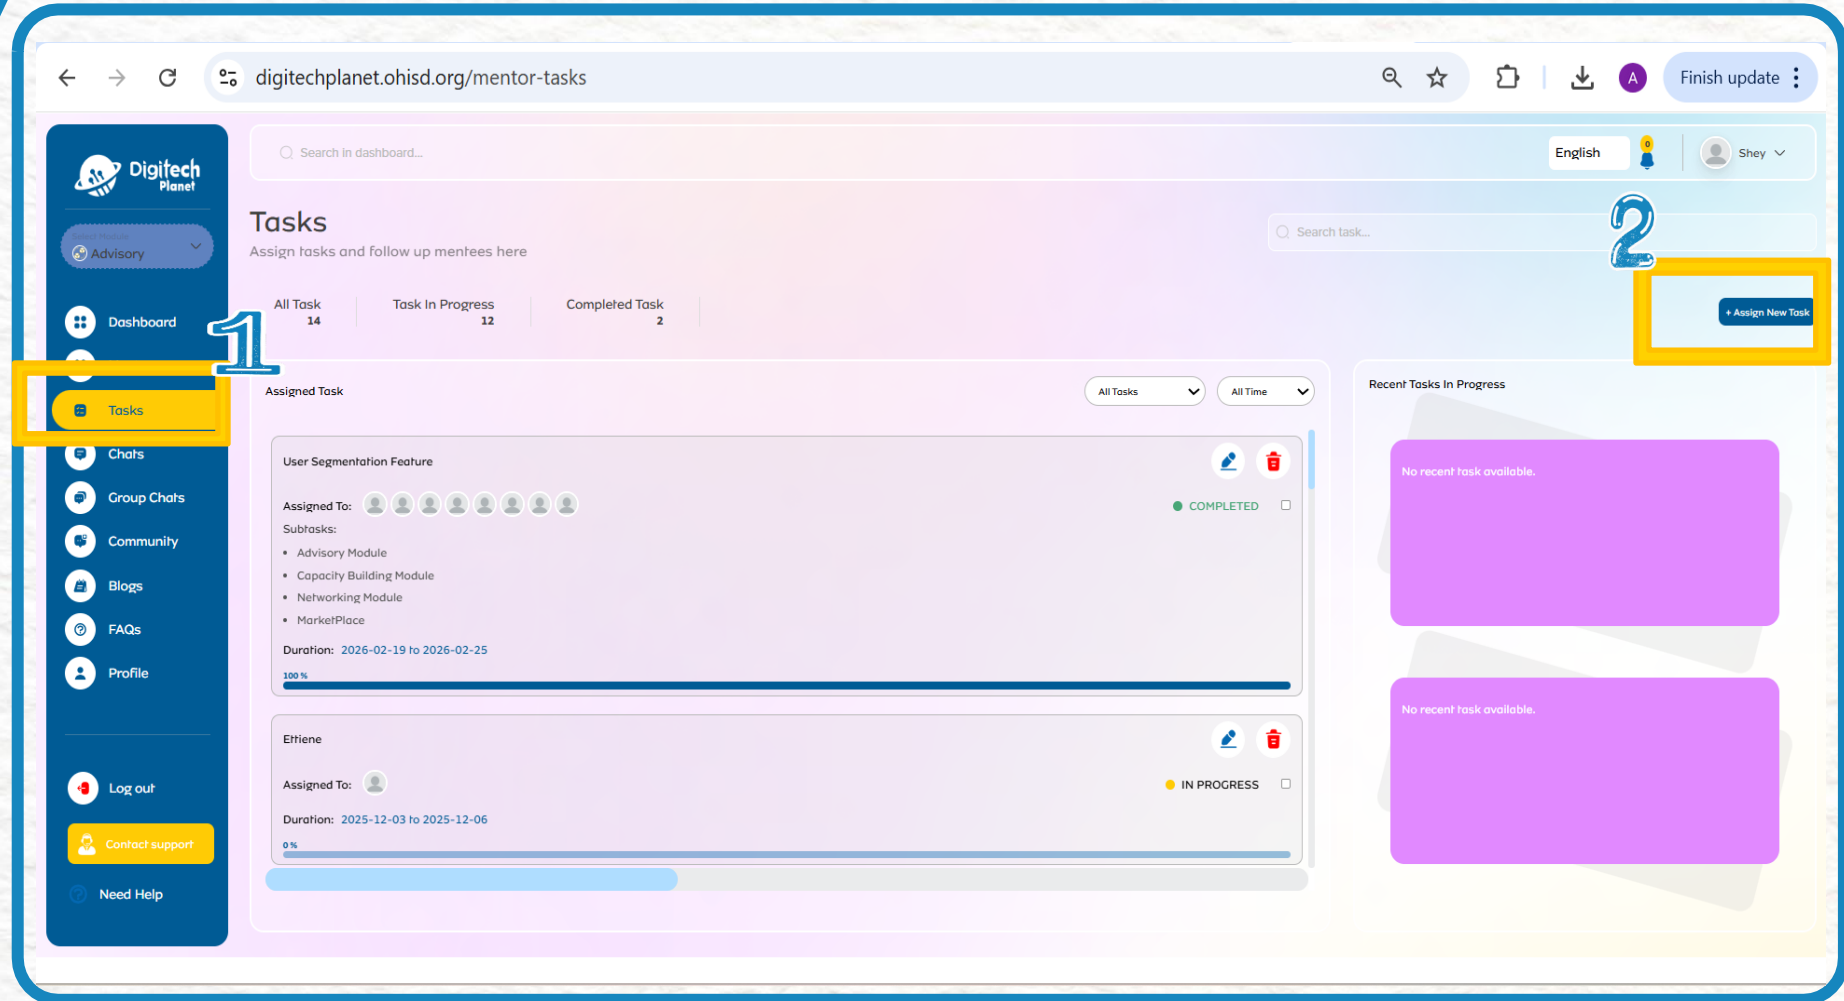 digitechplanet.ohisd.org/mentor-tasks
A
Finish update
Digitech
Planet
Search in dashboard...
English
0
Shey
Select Module
Advisory
Tasks
Assign tasks and follow up mentees here
Search task...
2
All Task
14
Task In Progress
12
Completed Task
2
+ Assign New Task
Dashboard
1
Tasks
Chats
Group Chats
Community
Blogs
FAQs
Profile
Log out
Contact support
Need Help
Assigned Task
All Tasks
All Time
User Segmentation Feature
Assigned To:
COMPLETED
Subtasks:
• Advisory Module
• Capacity Building Module
• Networking Module
• MarketPlace
Duration: 2026-02-19 to 2026-02-25
100 %
Ettiene
Assigned To:
IN PROGRESS
Duration: 2025-12-03 to 2025-12-06
0 %
Recent Tasks In Progress
No recent task available.
No recent task available.